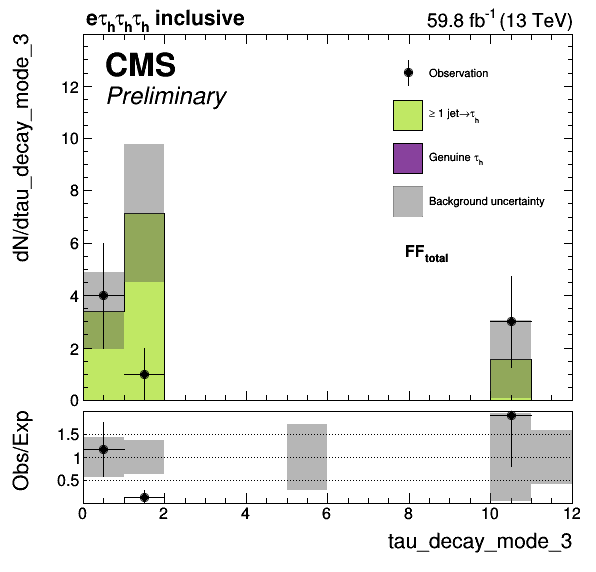 eτhτhτh inclusive
59.8 fb-1 (13 TeV)
CMS
Preliminary
Observation
≥ 1 jet→τh
Genuine τh
Background uncertainty
FFtotal
dN/dtau_decay_mode_3
12
10
8
6
4
2
0
Obs/Exp
1.5
1
0.5
0 2 4 6 8 10 12
tau_decay_mode_3